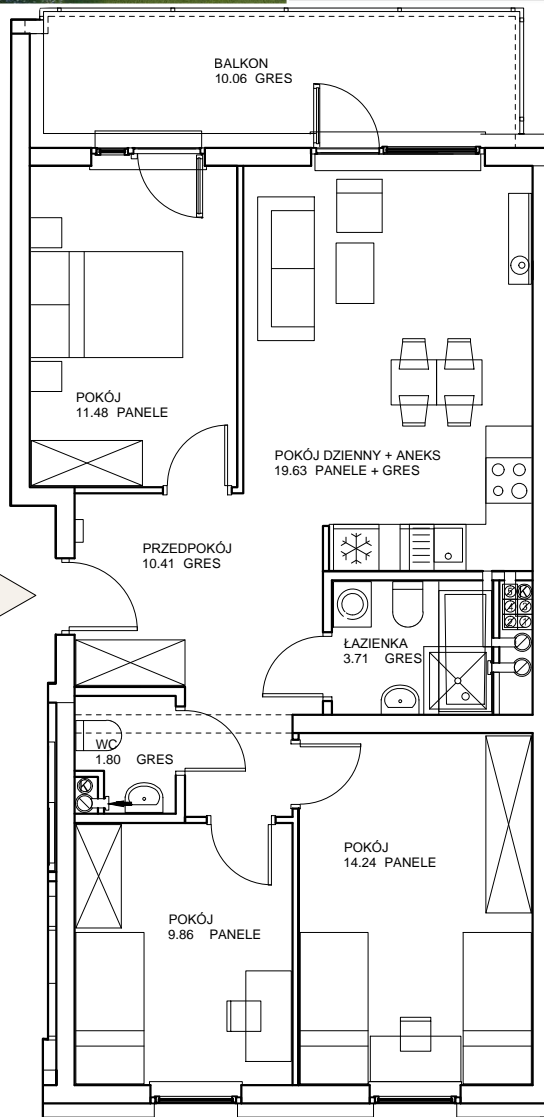 BALKON
10.06 GRES
POKÓJ
11.48 PANELE
POKÓJ DZIENNY + ANEKS
19.63 PANELE + GRES
PRZEDPOKÓJ
10.41 GRES
ŁAZIENKA
3.71 GRES
WC
1.80 GRES
POKÓJ
14.24 PANELE
POKÓJ
9.86 PANELE